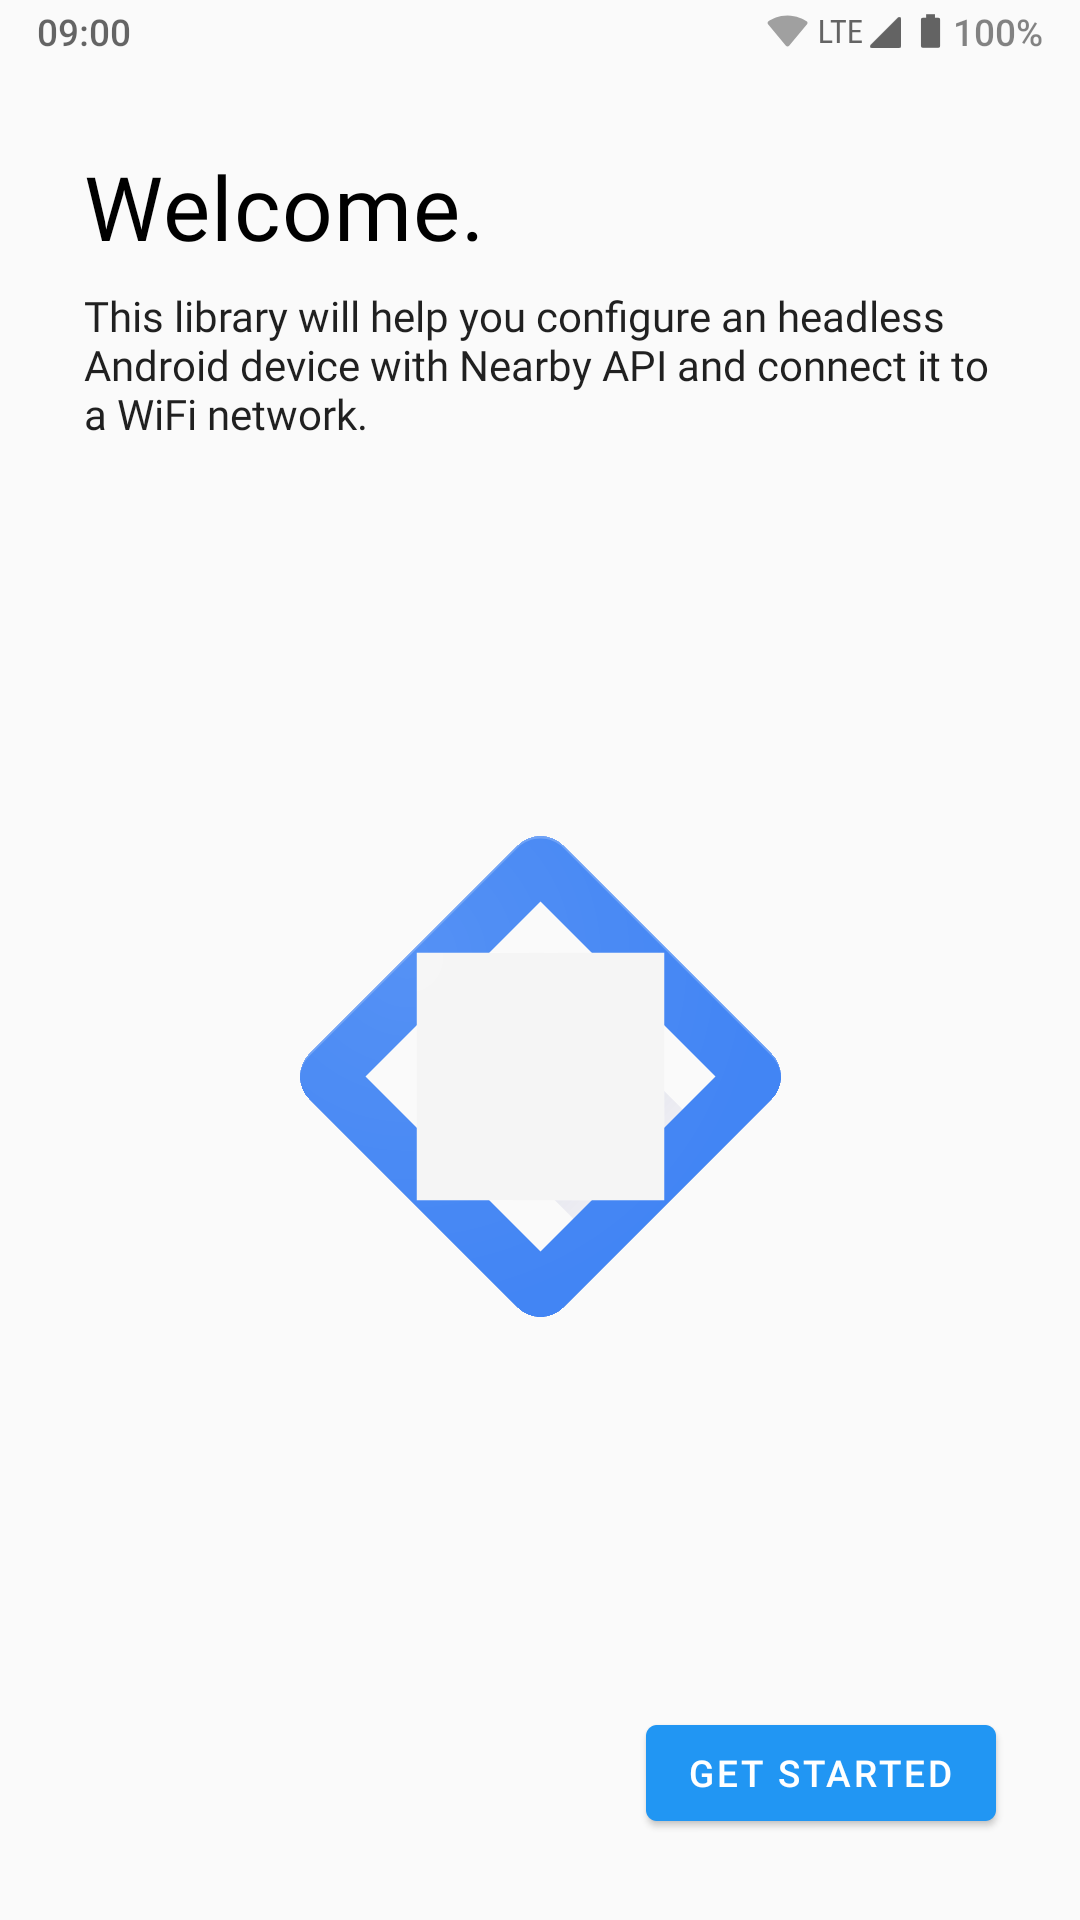 09:00 LTE 100%
Welcome.
This library will help you configure an headless
Android device with Nearby API and connect it to
a WiFi network.
GET STARTED